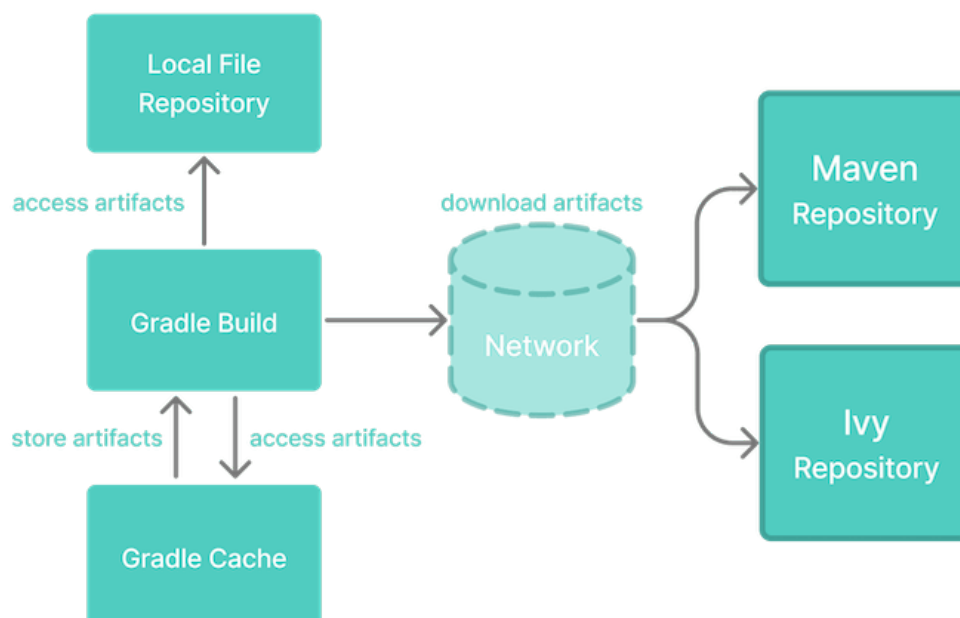 Local File
Repository
access artifacts
download artifacts
Maven
Repository
Gradle Build
Network
store artifacts
access artifacts
Ivy
Repository
Gradle Cache